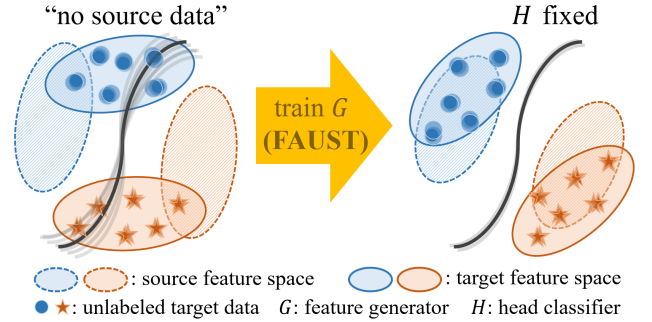 “no source data”
H fixed
train G
(FAUST)
: source feature space
: target feature space
: unlabeled target data G: feature generator H: head classifier